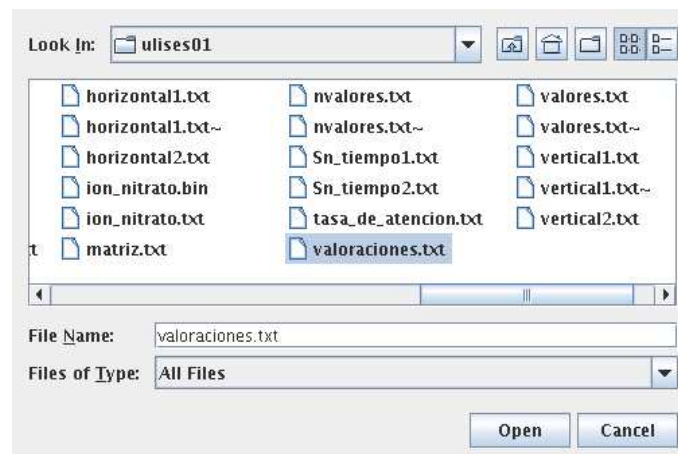 Look In: ulises01
horizontal1.txt nvalores.txt valores.txt
horizontal1.txt~ nvalores.txt~ valores.txt~
horizontal2.txt Sn_tiempo1.txt vertical1.txt
ion_nitrato.bin Sn_tiempo2.txt vertical1.txt~
ion_nitrato.txt tasa_de_atencion.txt vertical2.txt
matriz.txt valoraciones.txt
File Name: valoraciones.txt
Files of Type: All Files
Open Cancel